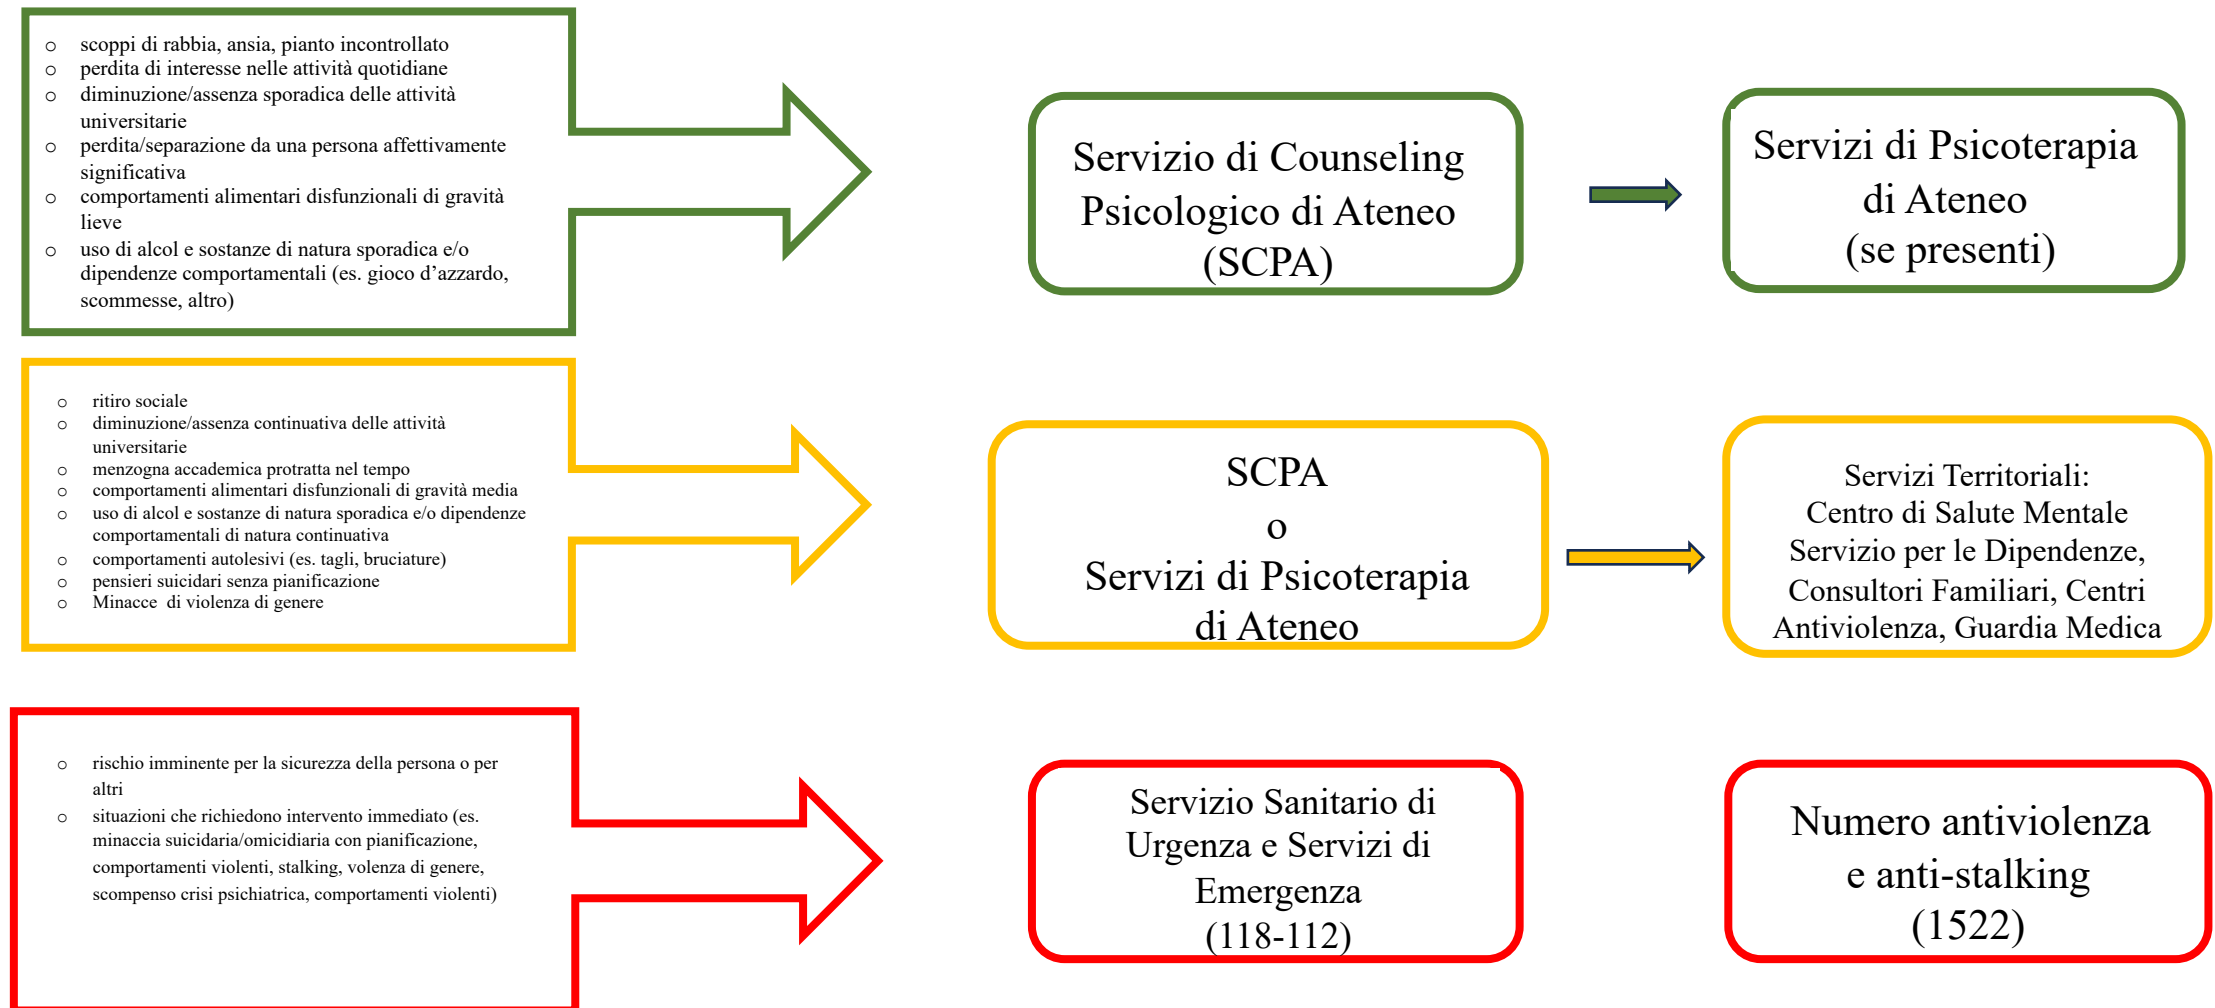 o scoppi di rabbia, ansia, pianto incontrollato
o perdita di interesse nelle attività quotidiane
o diminuzione/assenza sporadica delle attività
universitarie
o perdita/separazione da una persona affettivamente
significativa
o comportamenti alimentari disfunzionali di gravità
lieve
o uso di alcol e sostanze di natura sporadica e/o
dipendenze comportamentali (es. gioco d'azzardo,
scommesse, altro)
Servizio di Counseling
Psicologico di Ateneo
(SCPA)
Servizi di Psicoterapia
di Ateneo
(se presenti)
o ritiro sociale
o diminuzione/assenza continuativa delle attività
universitarie
o menzogna accademica protratta nel tempo
o comportamenti alimentari disfunzionali di gravità media
o uso di alcol e sostanze di natura sporadica e/o dipendenze
comportamentali di natura continuativa
o comportamenti autolesivi (es. tagli, bruciature)
o pensieri suicidari senza pianificazione
o Minacce  di violenza di genere
SCPA
o
Servizi di Psicoterapia
di Ateneo
Servizi Territoriali:
Centro di Salute Mentale
Servizio per le Dipendenze,
Consultori Familiari, Centri
Antiviolenza, Guardia Medica
o rischio imminente per la sicurezza della persona o per
altri
o situazioni che richiedono intervento immediato (es.
minaccia suicidaria/omicidiaria con pianificazione,
comportamenti violenti, stalking, volenza di genere,
scompenso crisi psichiatrica, comportamenti violenti)
Servizio Sanitario di
Urgenza e Servizi di
Emergenza
(118-112)
Numero antiviolenza
e anti-stalking
(1522)